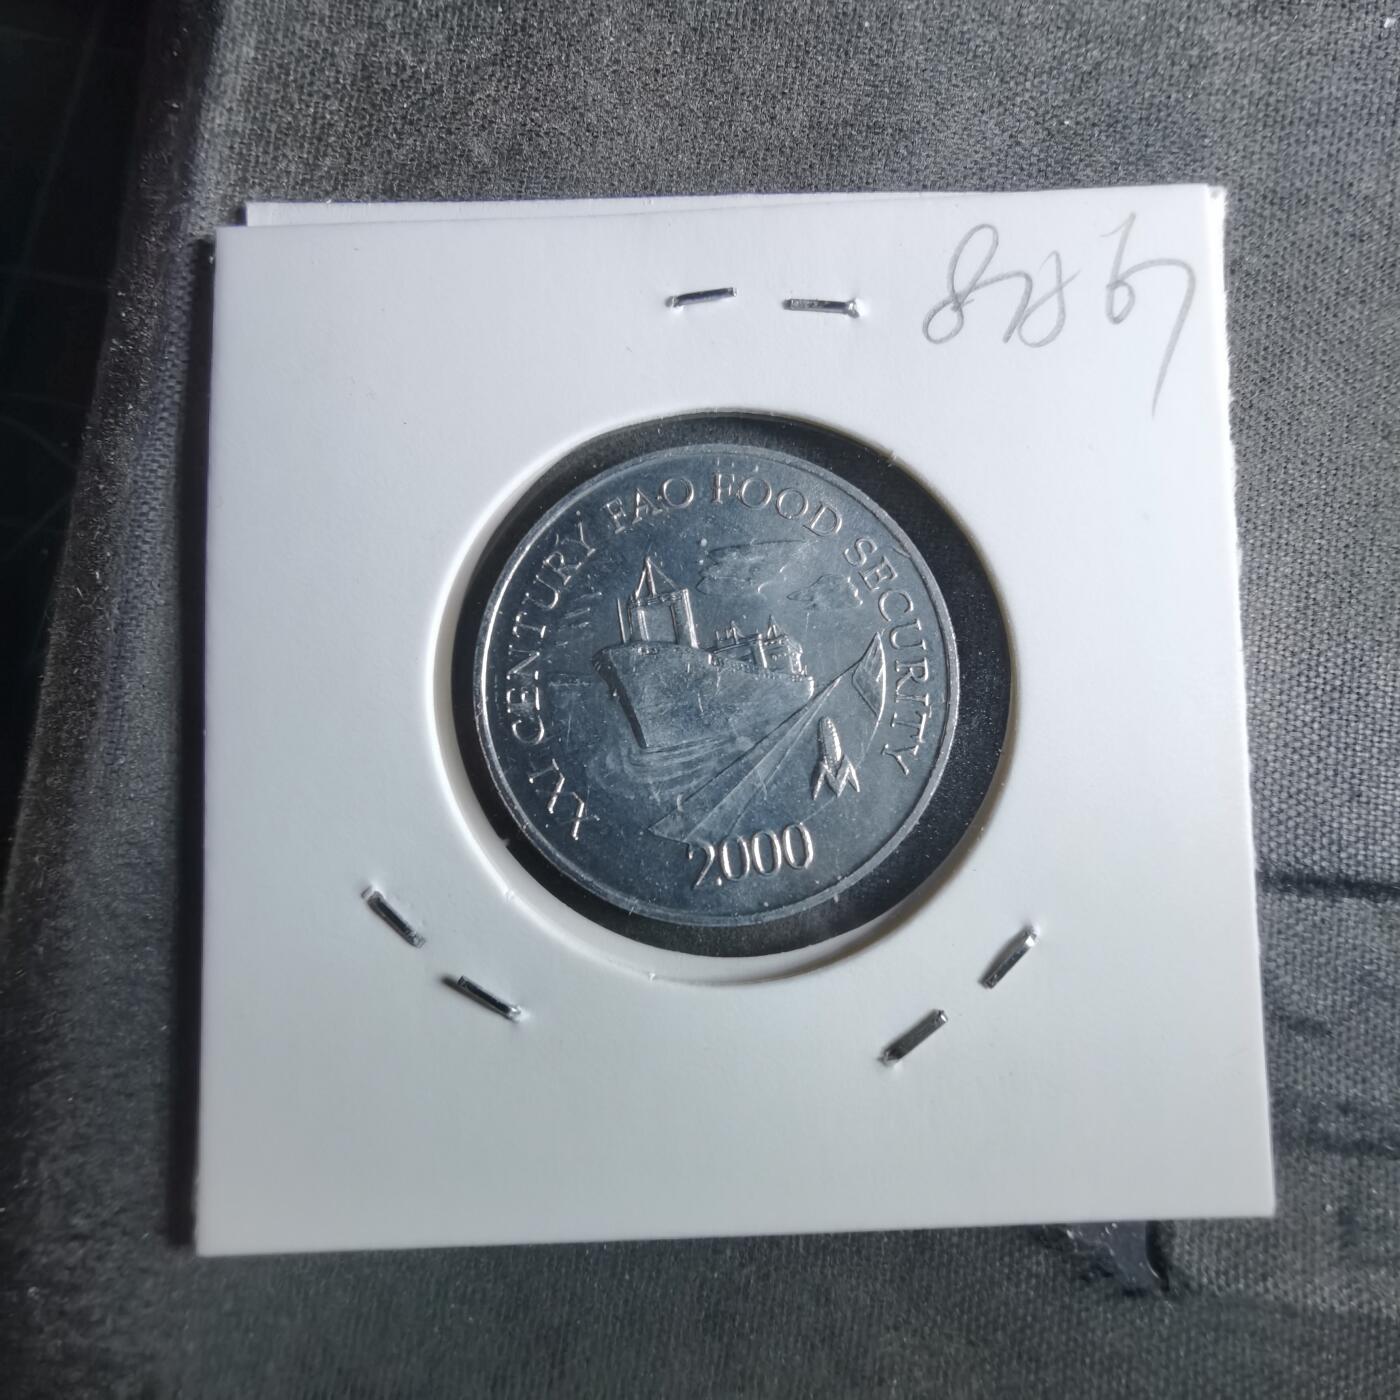 XXI CENTURY FAO FOOD SECURITY
2000